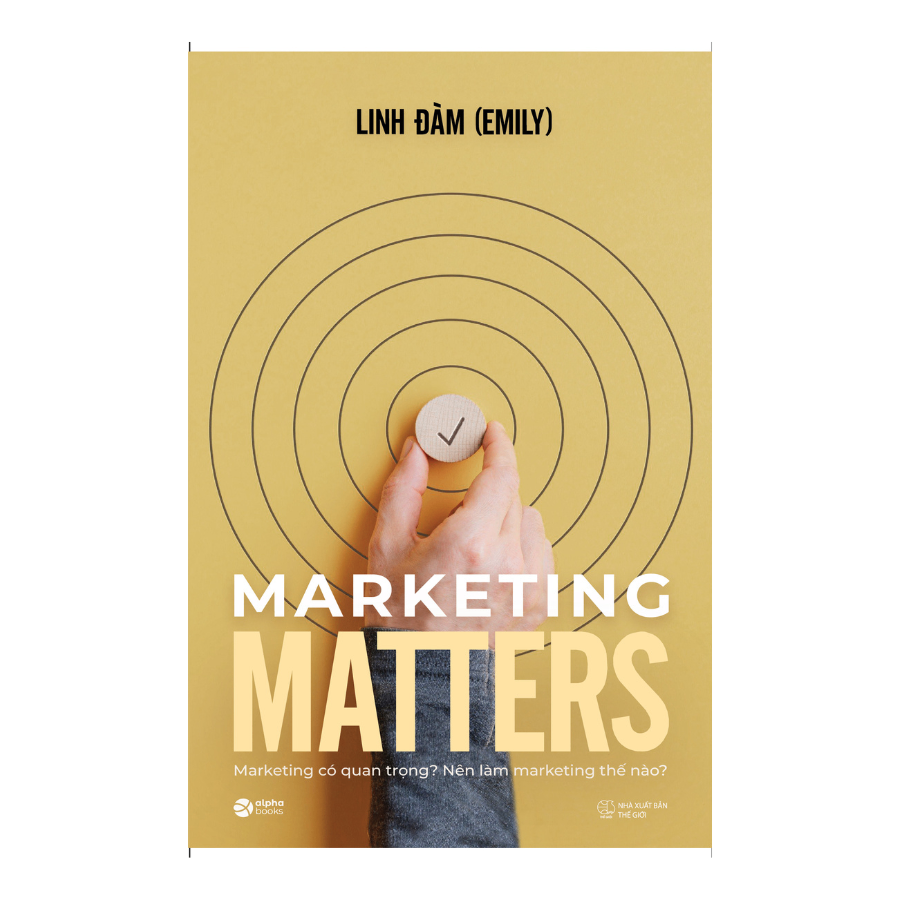 LINH ĐÀM (EMILY)
MARKETING
MATTERS
Marketing có quan trọng? Nên làm marketing thế nào?
alpha
books
NHÀ XUẤT BẢN
THẾ GIỚI